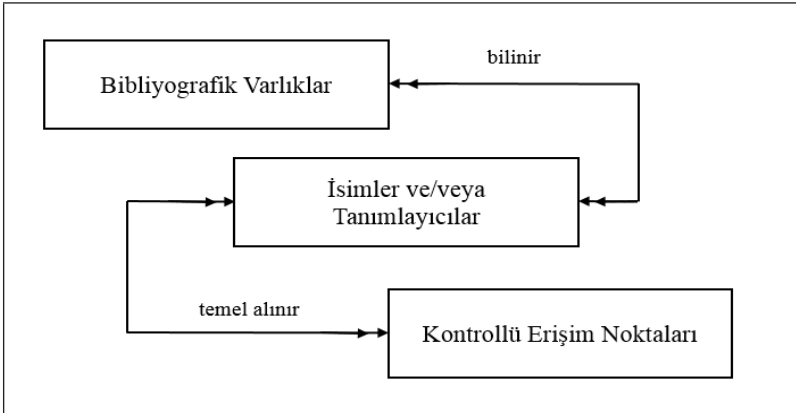 bilinir
Bibliyografik Varlıklar
İsimler ve/veya
Tanımlayıcılar
temel alınır
Kontrollü Erişim Noktaları